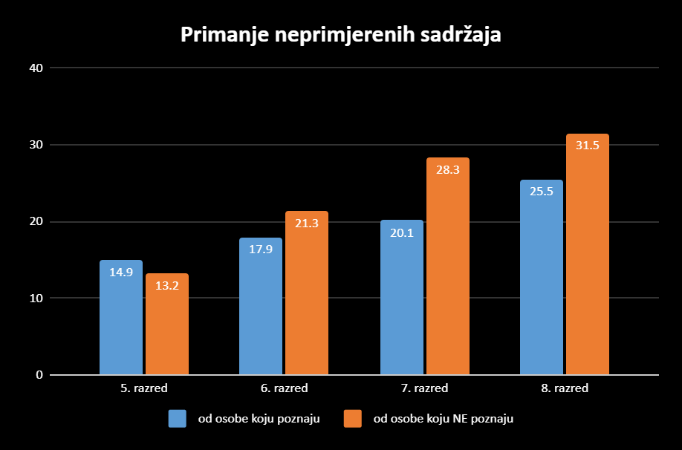 Primanje neprimjerenih sadržaja
40
30
20
10
0
14.9
13.2
17.9
21.3
20.1
28.3
25.5
31.5
5. razred
6. razred
7. razred
8. razred
od osobe koju poznaju
od osobe koju NE poznaju